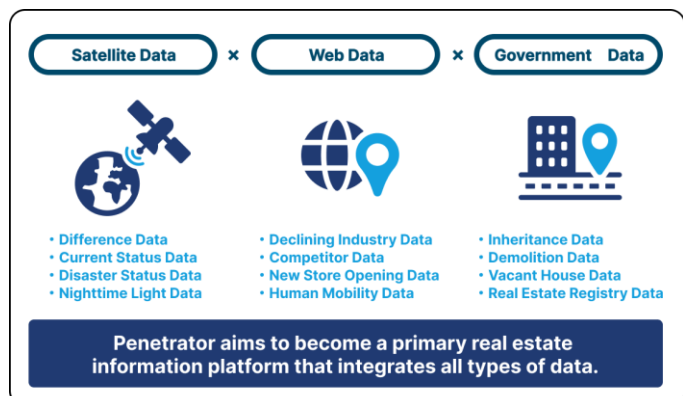 Satellite Data × Web Data × Government Data
• Difference Data
• Current Status Data
• Disaster Status Data
• Nighttime Light Data
• Declining Industry Data
• Competitor Data
• New Store Opening Data
• Human Mobility Data
• Inheritance Data
• Demolition Data
• Vacant House Data
• Real Estate Registry Data
Penetrator aims to become a primary real estate
information platform that integrates all types of data.